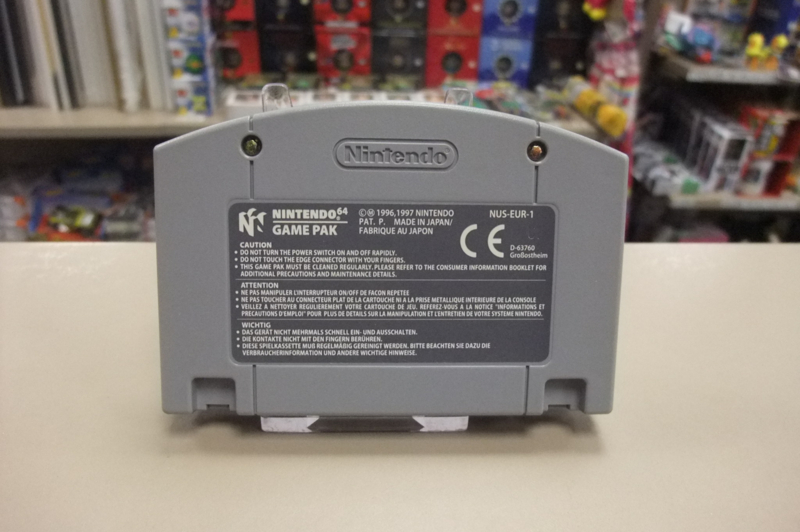 Nintendo
NINTENDO 64
GAME PAK
© 1996,1997 NINTENDO
PAT. P. MADE IN JAPAN/
FABRIQUE AU JAPON
NUS-EUR-1
CE
D-63760
Großostheim
CAUTION
• DO NOT TURN THE POWER SWITCH ON AND OFF RAPIDLY.
• DO NOT TOUCH THE EDGE CONNECTOR WITH YOUR FINGERS.
• THIS GAME PAK MUST BE CLEANED REGULARLY. PLEASE REFER TO THE CONSUMER INFORMATION BOOKLET FOR
ADDITIONAL PRECAUTIONS AND MAINTENANCE DETAILS.
ATTENTION
• NE PAS MANIPULER L'INTERRUPTEUR ON/OFF DE FACON REPETEE
• NE PAS TOUCHER AU CONNECTEUR PLAT DE LA CARTOUCHE NI A LA PRISE METALLIQUE INTERIEURE DE LA CONSOLE
• VEILLEZ A NETTOYER REGULIEREMENT VOTRE CARTOUCHE DE JEU. REFEREZ-VOUS A LA NOTICE "INFORMATIONS ET
PRECAUTIONS D'EMPLOI" POUR PLUS DE DETAILS SUR LA MANIPULATION ET L'ENTRETIEN DE VOTRE SYSTEME NINTENDO.
WICHTIG
• DAS GERÄT NICHT MEHRMALS SCHNELL EIN- UND AUSSCHALTEN.
• DIE KONTAKTE NICHT MIT DEN FINGERN BERÜHREN.
• DIESE SPIELKASSETTE MUß REGELMÄßIG GEREINIGT WERDEN. BITTE BEACHTEN SIE DAZU DIE
VERBRAUCHERINFORMATION UND ANDERE WICHTIGE HINWEISE.